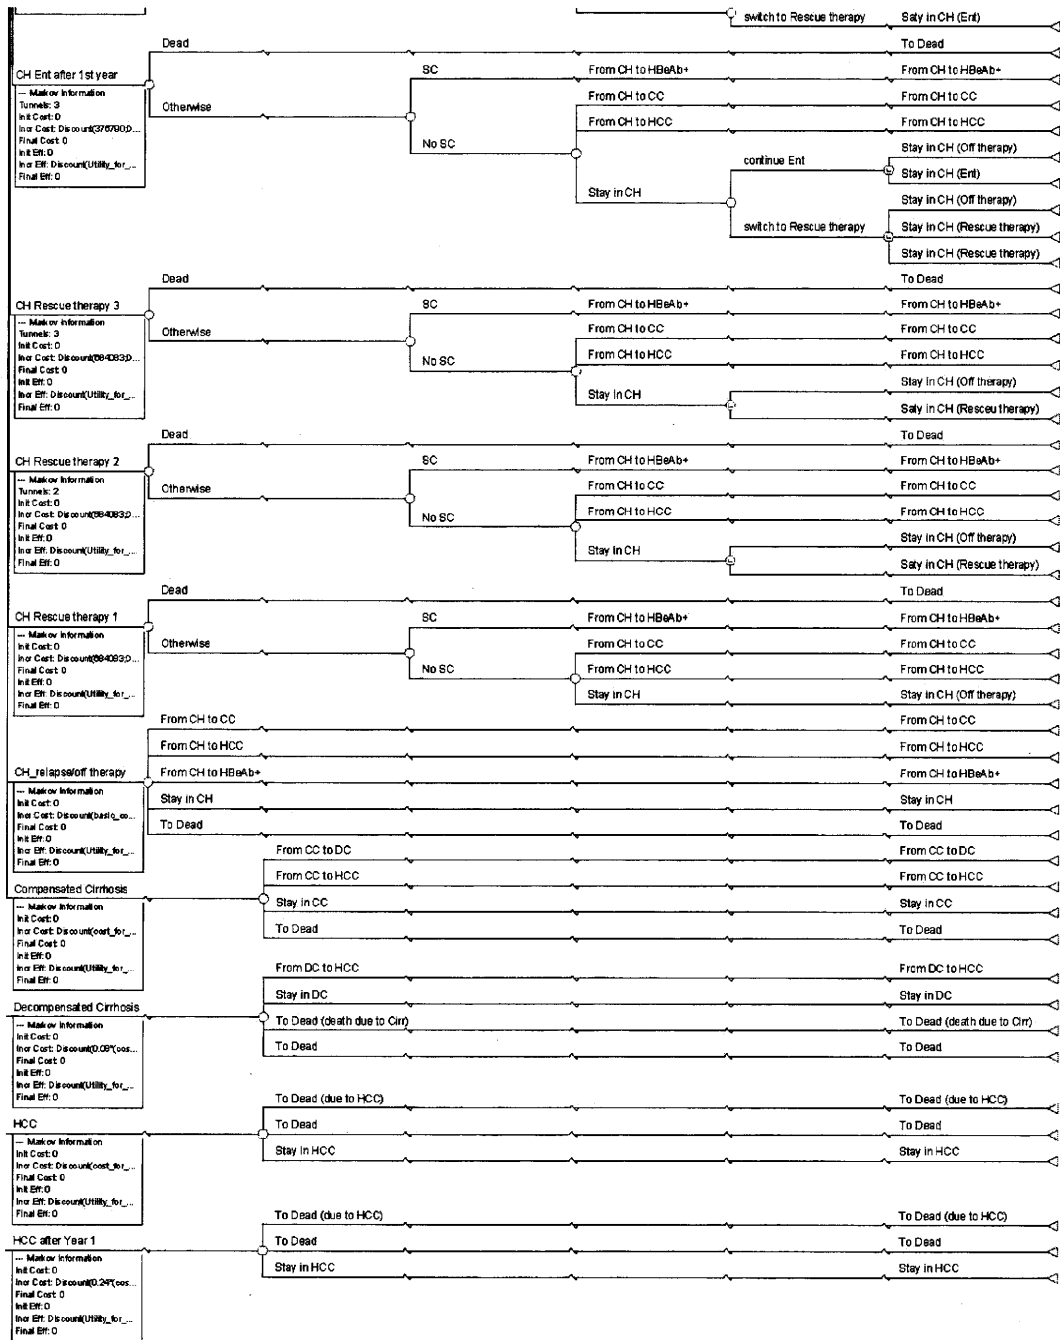 switch to Rescue therapy Saty in CH (Ent)
Dead To Dead
CH Ent after 1st year SC From CH to HBeAb+ From CH to HBeAb+
--- Markov Information
Tunnels: 3
Init Cost: 0
Incr Cost: Discount(376790;0...
Final Cost: 0
Init Eff: 0
Incr Eff: Discount(Utility_for_...
Final Eff: 0
Otherwise From CH to CC From CH to CC
From CH to HCC From CH to HCC
No SC
Stay in CH (Off therapy)
continue Ent
Stay in CH (Ent)
Stay in CH
Stay in CH (Off therapy)
switch to Rescue therapy Stay in CH (Rescue therapy)
Stay in CH (Rescue therapy)
Dead To Dead
CH Rescue therapy 3 SC From CH to HBeAb+ From CH to HBeAb+
--- Markov Information
Tunnels: 3
Init Cost: 0
Incr Cost: Discount(684083;0...
Final Cost: 0
Init Eff: 0
Incr Eff: Discount(Utility_for_...
Final Eff: 0
Otherwise From CH to CC From CH to CC
No SC From CH to HCC From CH to HCC
Stay in CH Stay in CH (Off therapy)
Saty in CH (Resceu therapy)
Dead To Dead
CH Rescue therapy 2 SC From CH to HBeAb+ From CH to HBeAb+
--- Markov Information
Tunnels: 2
Init Cost: 0
Incr Cost: Discount(684083;0...
Final Cost: 0
Init Eff: 0
Incr Eff: Discount(Utility_for_...
Final Eff: 0
Otherwise From CH to CC From CH to CC
No SC From CH to HCC From CH to HCC
Stay in CH Stay in CH (Off therapy)
Saty in CH (Rescue therapy)
Dead To Dead
CH Rescue therapy 1 SC From CH to HBeAb+ From CH to HBeAb+
--- Markov Information
Init Cost: 0
Incr Cost: Discount(684083;0...
Final Cost: 0
Init Eff: 0
Incr Eff: Discount(Utility_for_...
Final Eff: 0
Otherwise From CH to CC From CH to CC
No SC From CH to HCC From CH to HCC
Stay in CH Stay in CH (Off therapy)
From CH to CC From CH to CC
From CH to HCC From CH to HCC
CH_relapse/off therapy From CH to HBeAb+ From CH to HBeAb+
--- Markov Information
Init Cost: 0
Incr Cost: Discount(basic_co...
Final Cost: 0
Init Eff: 0
Incr Eff: Discount(Utility_for_...
Final Eff: 0
Stay in CH Stay in CH
To Dead To Dead
From CC to DC From CC to DC
From CC to HCC From CC to HCC
Compensated Cirrhosis Stay in CC Stay in CC
--- Markov Information
Init Cost: 0
Incr Cost: Discount(cost_for_...
Final Cost: 0
Init Eff: 0
Incr Eff: Discount(Utility_for_...
Final Eff: 0
To Dead To Dead
From DC to HCC From DC to HCC
Stay in DC Stay in DC
Decompensated Cirrhosis To Dead (death due to Cirr) To Dead (death due to Cirr)
--- Markov Information
Init Cost: 0
Incr Cost: Discount(0.09*(cos...
Final Cost: 0
Init Eff: 0
Incr Eff: Discount(Utility_for_...
Final Eff: 0
To Dead To Dead
To Dead (due to HCC) To Dead (due to HCC)
HCC To Dead To Dead
--- Markov Information
Init Cost: 0
Incr Cost: Discount(cost_for_...
Final Cost: 0
Init Eff: 0
Incr Eff: Discount(Utility_for_...
Final Eff: 0
Stay in HCC Stay in HCC
To Dead (due to HCC) To Dead (due to HCC)
HCC after Year 1 To Dead To Dead
--- Markov Information
Init Cost: 0
Incr Cost: Discount(0.24*(cos...
Final Cost: 0
Init Eff: 0
Incr Eff: Discount(Utility_for_...
Final Eff: 0
Stay in HCC Stay in HCC